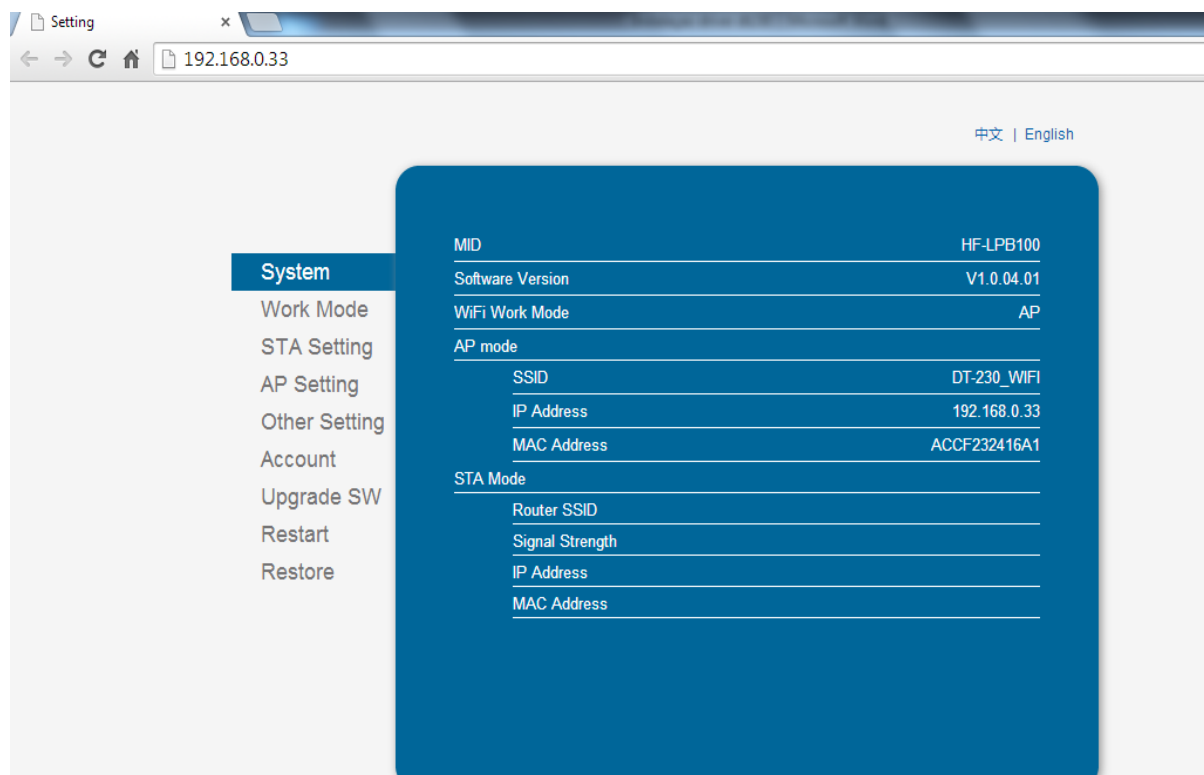 Setting
192.168.0.33
中文 | English
System
Work Mode
STA Setting
AP Setting
Other Setting
Account
Upgrade SW
Restart
Restore
MID HF-LPB100
Software Version V1.0.04.01
WiFi Work Mode AP
AP mode
SSID DT-230_WIFI
IP Address 192.168.0.33
MAC Address ACCF232416A1
STA Mode
Router SSID
Signal Strength
IP Address
MAC Address